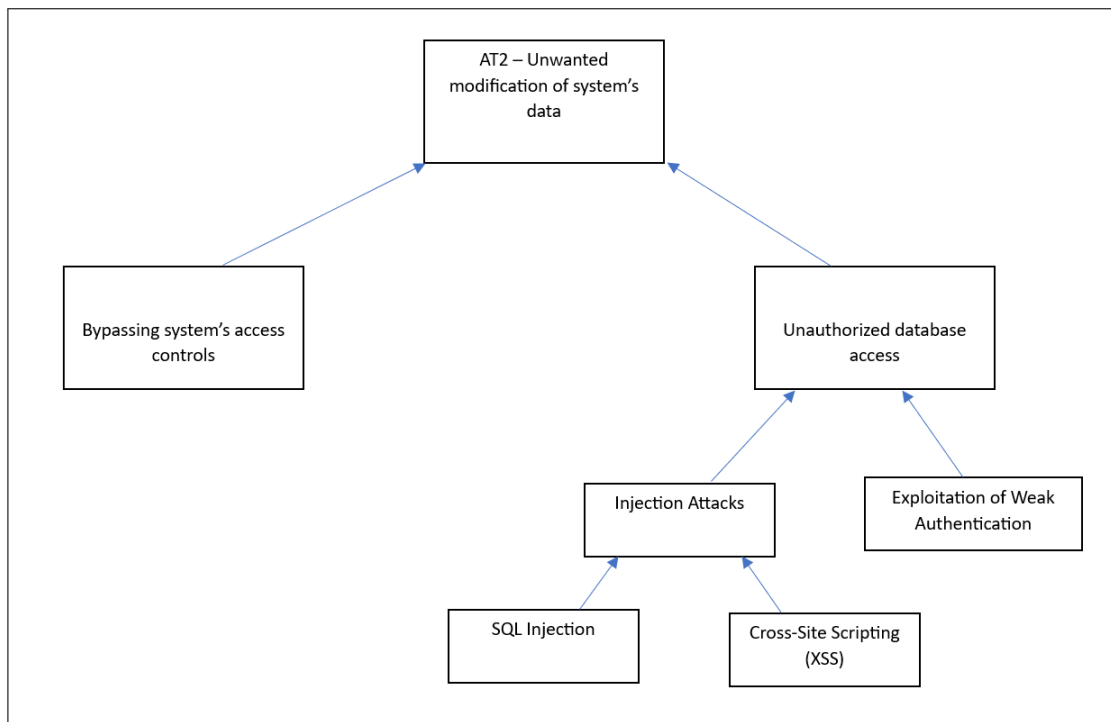 AT2 – Unwanted
modification of system’s
data
Bypassing system’s access
controls
Unauthorized database
access
Injection Attacks
Exploitation of Weak
Authentication
SQL Injection
Cross-Site Scripting
(XSS)